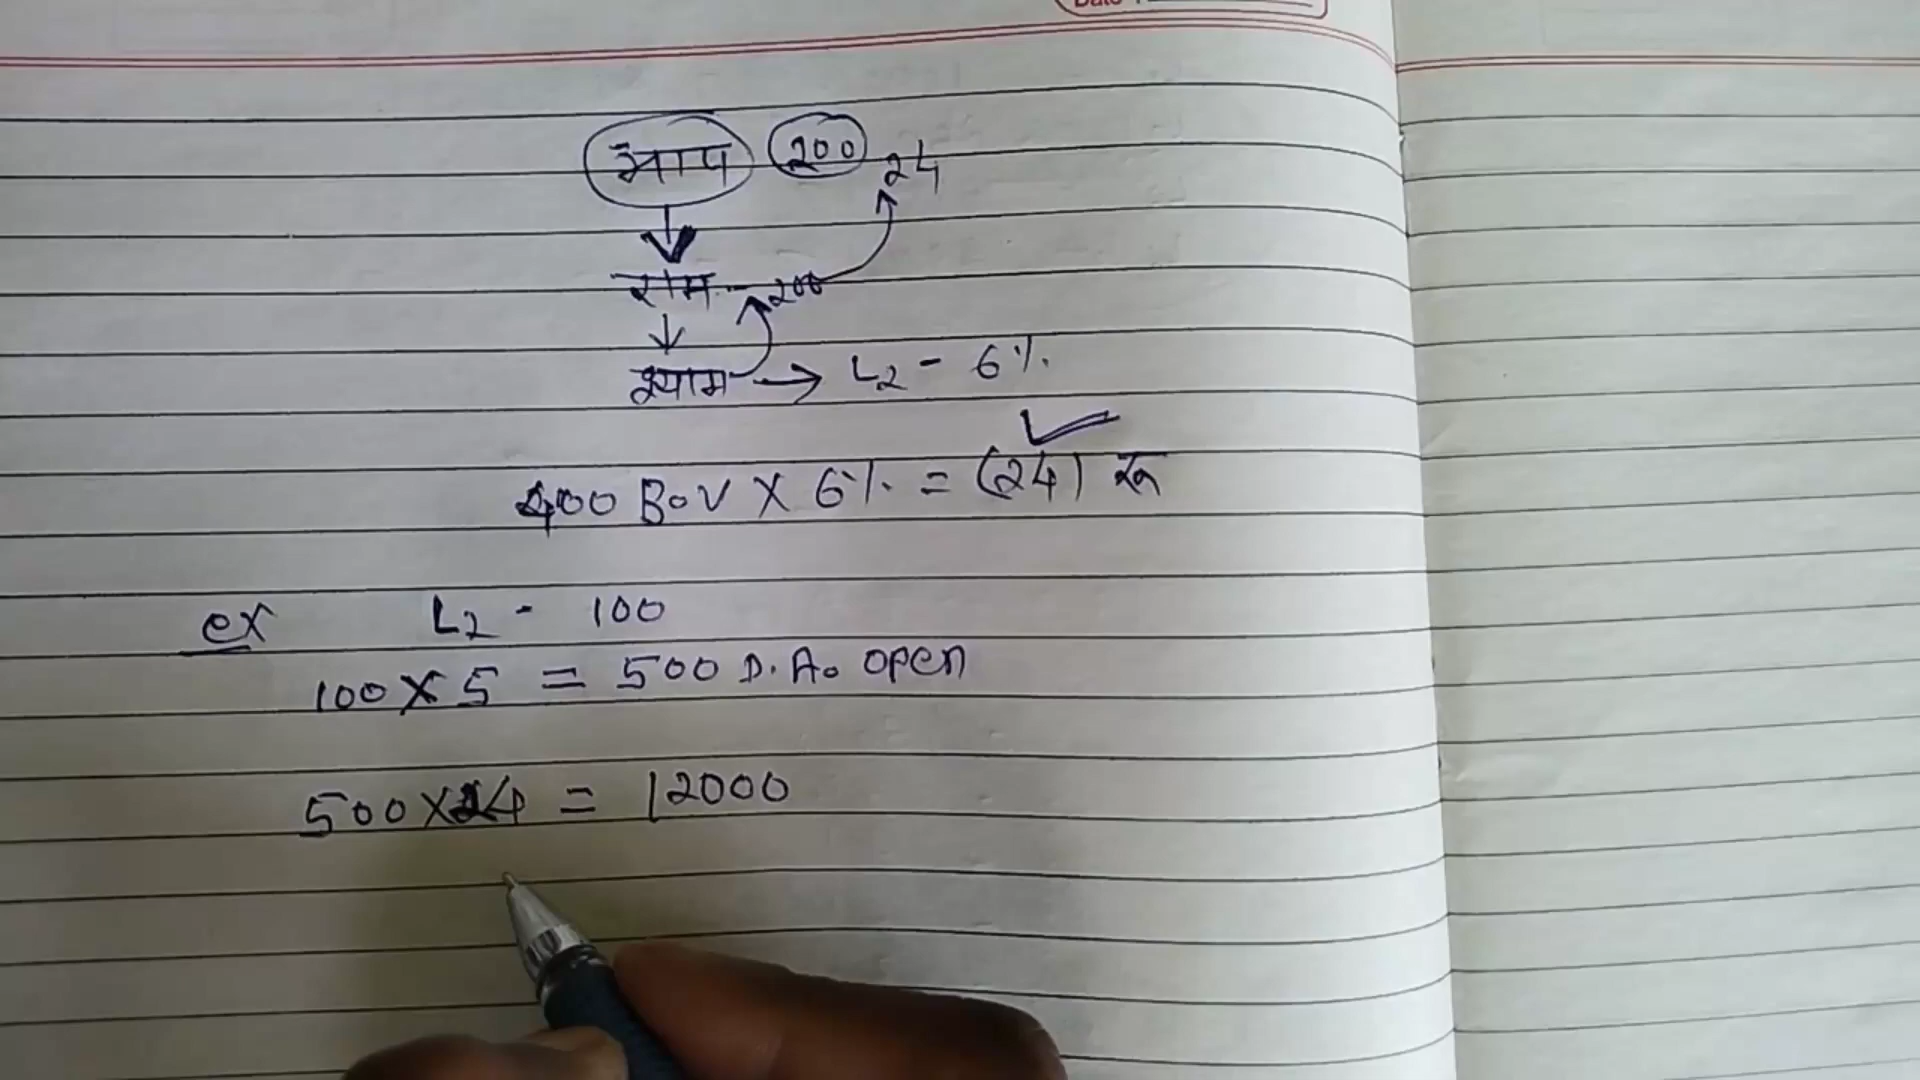 Date
आप 200 24
राम - 200
श्याम → L2 - 6%.
400 B.V X 6%. = (24) रू
ex L2 - 100
100 X 5 = 500 D.A. open
500 X 24 = 12000